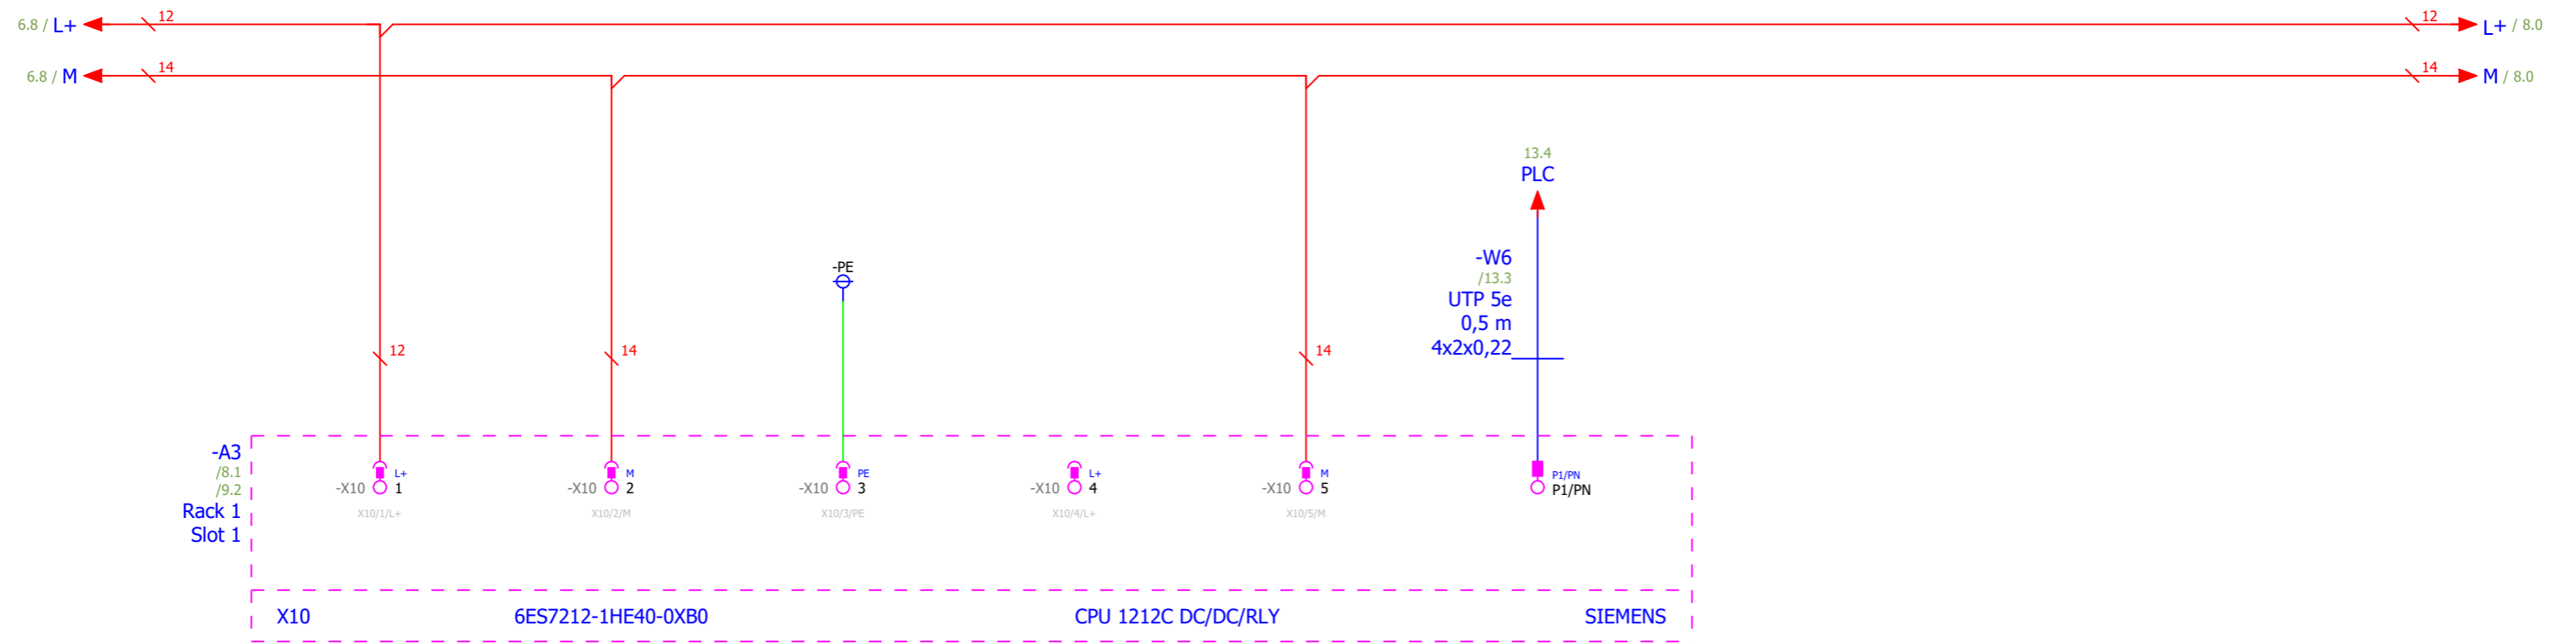 6.8 / L+ 12 12 L+ / 8.0
6.8 / M 14 14 M / 8.0
13.4
PLC
-W6
/13.3
UTP 5e
0,5 m
4x2x0,22
-PE
12 14 14
-A3
/8.1
/9.2
Rack 1
Slot 1
L+ M PE L+ M P1/PN
-X10 1 -X10 2 -X10 3 -X10 4 -X10 5 P1/PN
X10/1/L+ X10/2/M X10/3/PE X10/4/L+ X10/5/M
X10 6ES7212-1HE40-0XB0 CPU 1212C DC/DC/RLY SIEMENS